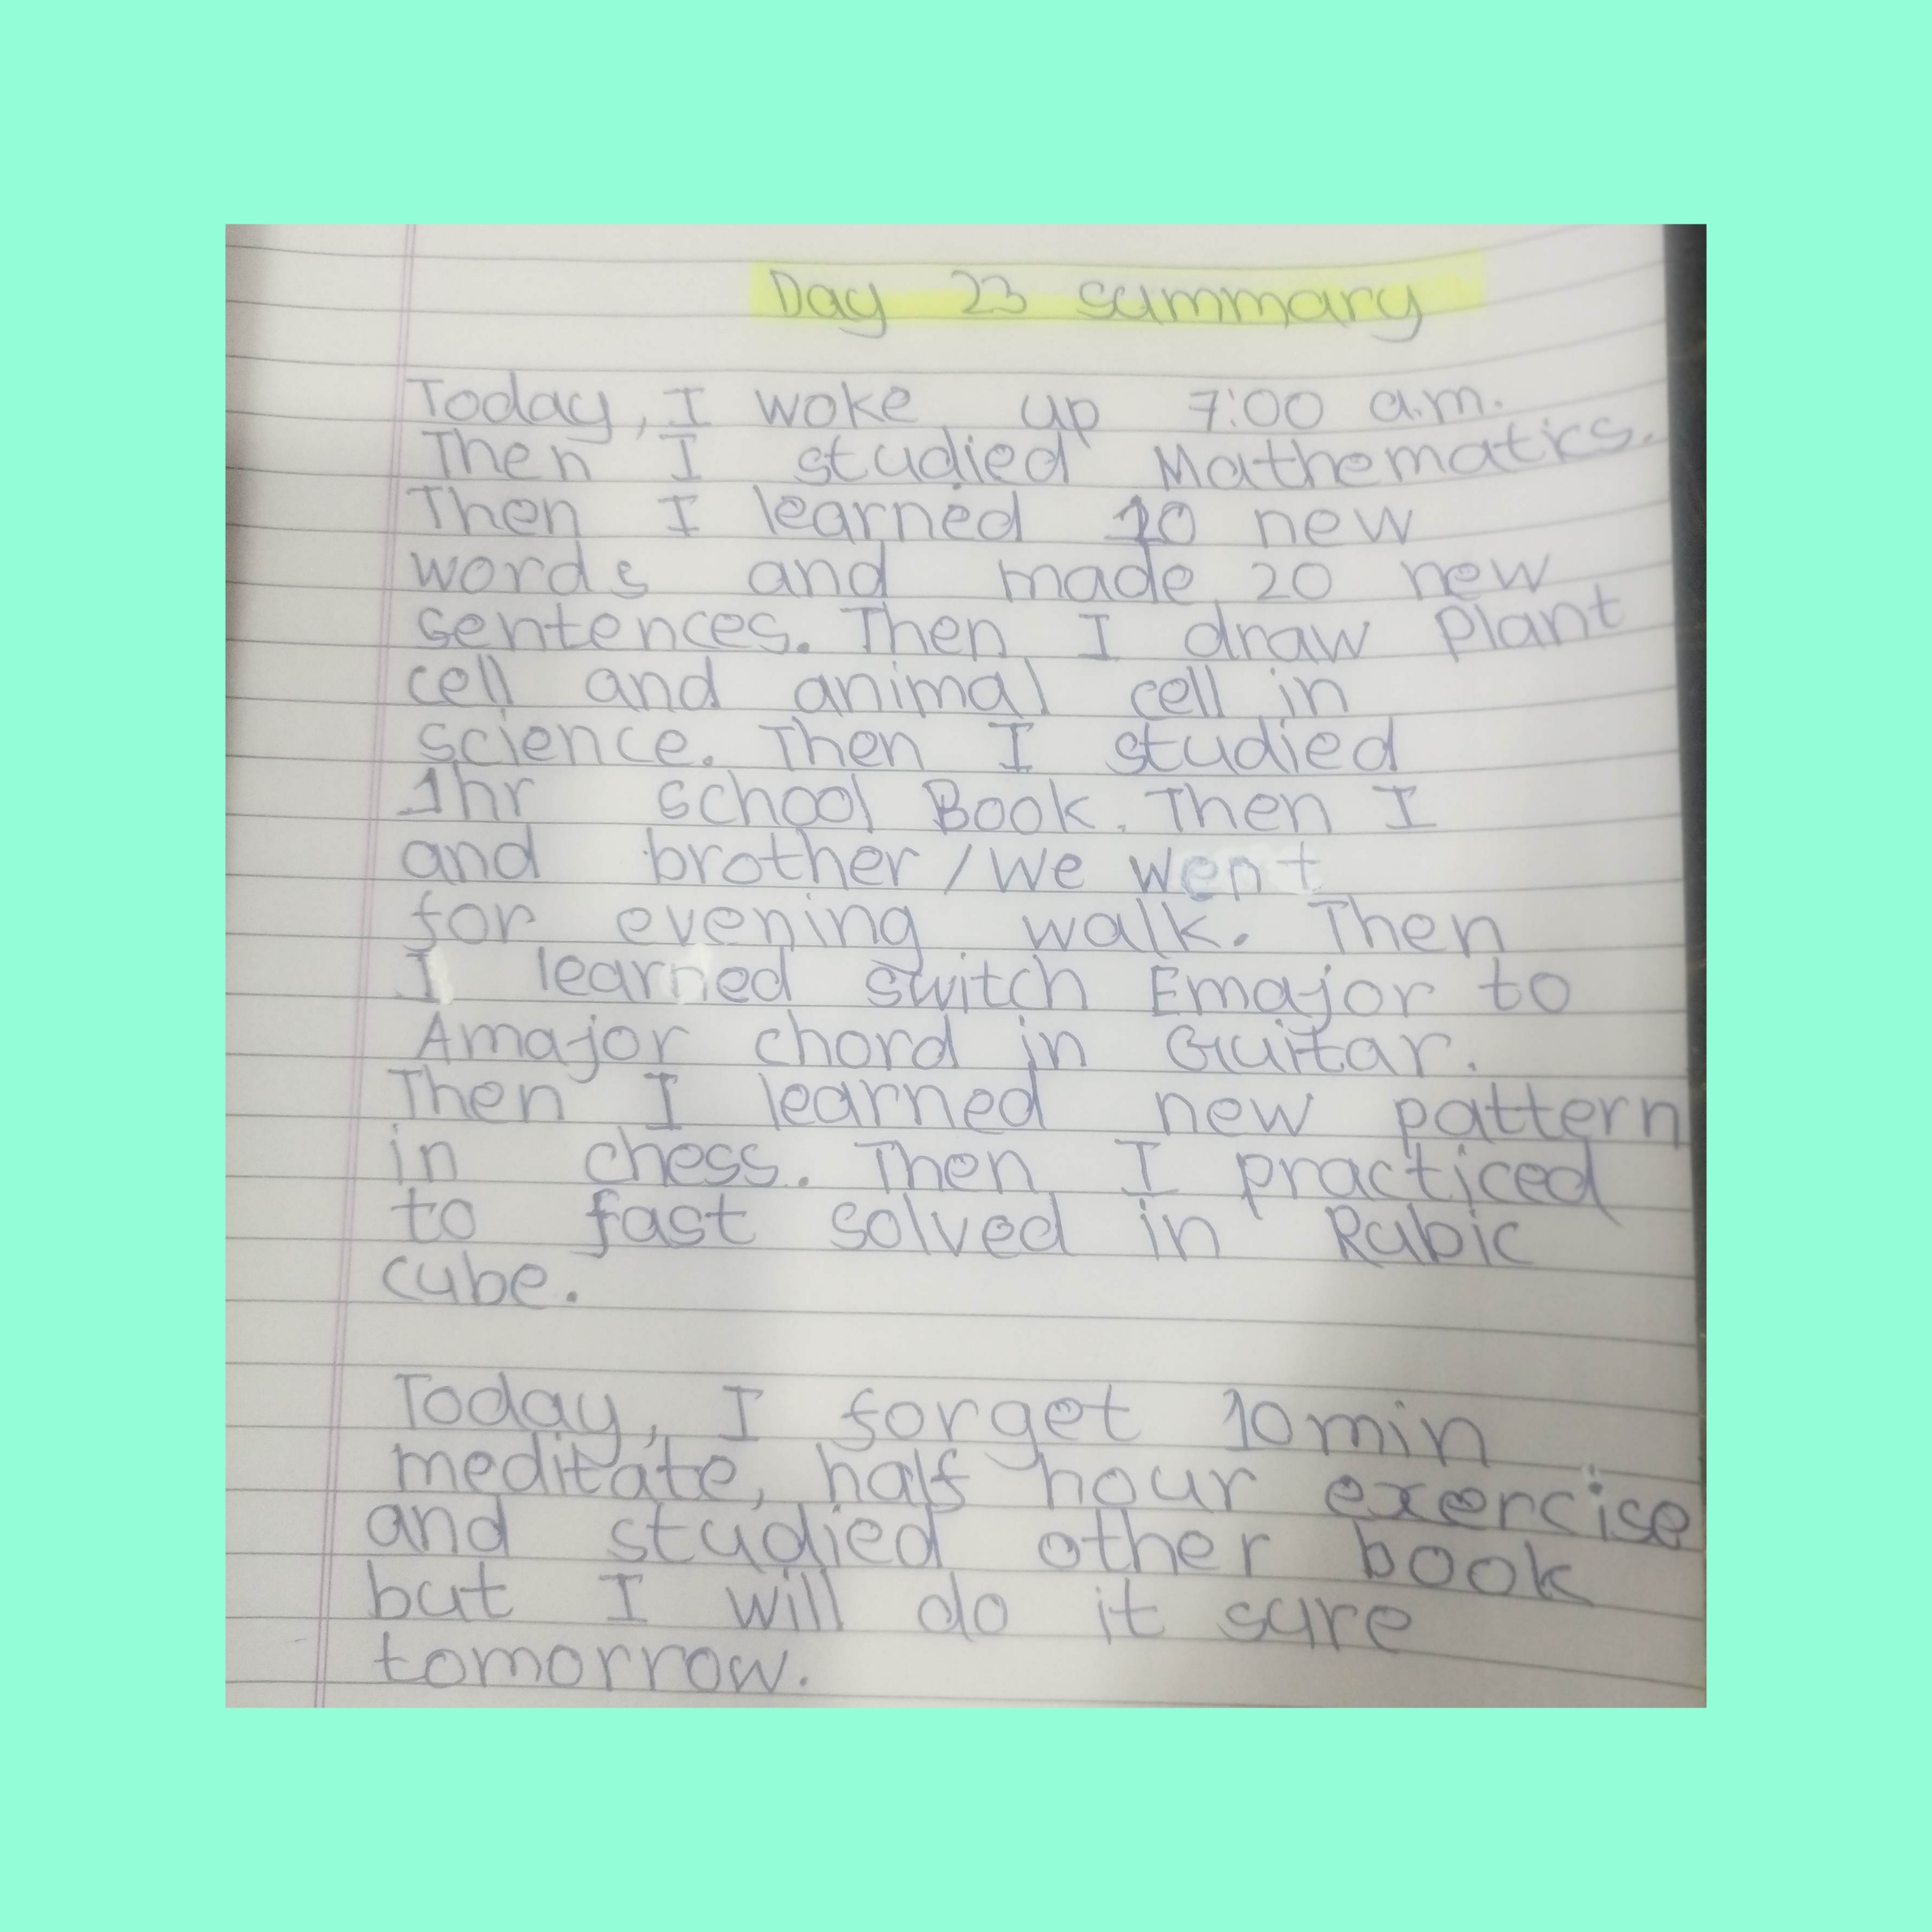 Day 23 summary
Today, I woke up 7:00 a.m.
Then I studied Mathematics.
Then I learned 10 new
words and made 20 new
sentences. Then I draw plant
cell and animal cell in
science. Then I studied
1hr school Book. Then I
and brother/We went
for evening walk. Then
I learned switch Emajor to
Amajor chord in Guitar.
Then I learned new pattern
in chess. Then I practiced
to fast solved in Rubic
cube.
Today, I forget 10min
meditate, half hour exercise
and studied other book
but I will do it sure
tomorrow.